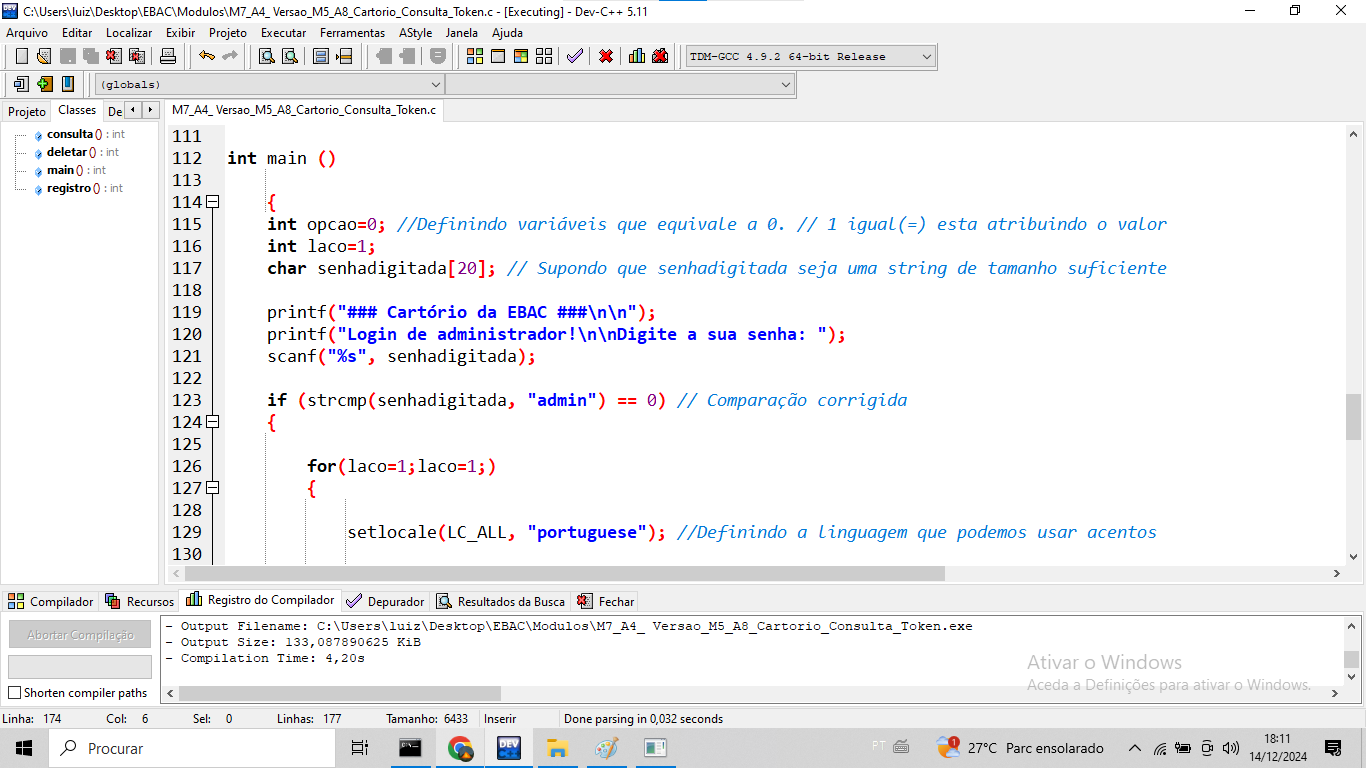 C:\Users\luiz\Desktop\EBAC\Modulos\M7_A4_ Versao_M5_A8_Cartorio_Consulta_Token.c - [Executing] - Dev-C++ 5.11
Arquivo Editar Localizar Exibir Projeto Executar Ferramentas AStyle Janela Ajuda
TDM-GCC 4.9.2 64-bit Release
(globals)
Projeto Classes De M7_A4_ Versao_M5_A8_Cartorio_Consulta_Token.c
consulta () : int
deletar () : int
main () : int
registro () : int
111
112 int main ()
113
114 {
115 int opcao=0; //Definindo variáveis que equivale a 0. // 1 igual(=) esta atribuindo o valor
116 int laco=1;
117 char senhadigitada[20]; // Supondo que senhadigitada seja uma string de tamanho suficiente
118
119 printf("### Cartório da EBAC ###\n\n");
120 printf("Login de administrador!\n\nDigite a sua senha: ");
121 scanf("%s", senhadigitada);
122
123 if (strcmp(senhadigitada, "admin") == 0) // Comparação corrigida
124 {
125
126 for(laco=1;laco=1;)
127 {
128
129 setlocale(LC_ALL, "portuguese"); //Definindo a linguagem que podemos usar acentos
130
Compilador Recursos Registro do Compilador Depurador Resultados da Busca Fechar
Abortar Compilação
Shorten compiler paths
- Output Filename: C:\Users\luiz\Desktop\EBAC\Modulos\M7_A4_ Versao_M5_A8_Cartorio_Consulta_Token.exe
- Output Size: 133,087890625 KiB
- Compilation Time: 4,20s
Ativar o Windows
Aceda a Definições para ativar o Windows.
Linha: 174 Col: 6 Sel: 0 Linhas: 177 Tamanho: 6433 Inserir Done parsing in 0,032 seconds
Procurar
DEV
PT
1
27°C Parc ensolarado
18:11
14/12/2024